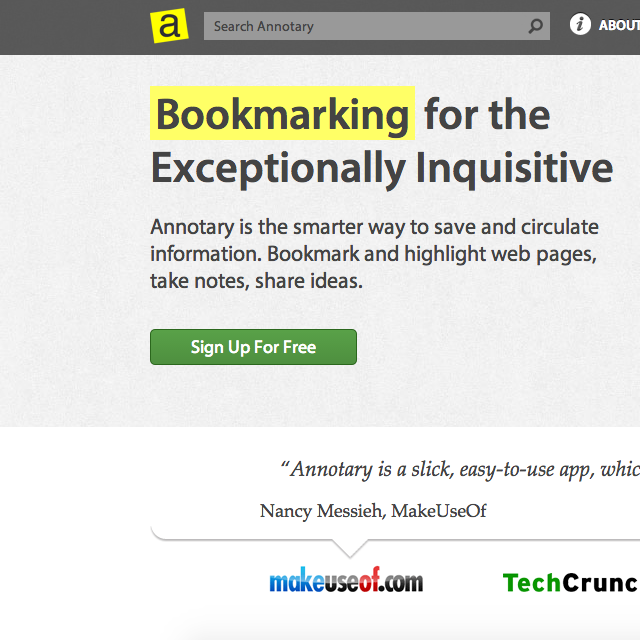 a
Search Annotary
i ABOUT
Bookmarking for the
Exceptionally Inquisitive
Annotary is the smarter way to save and circulate
information. Bookmark and highlight web pages,
take notes, share ideas.
Sign Up For Free
“Annotary is a slick, easy-to-use app, whic
Nancy Messieh, MakeUseOf
makeuseof.com
TechCrunc